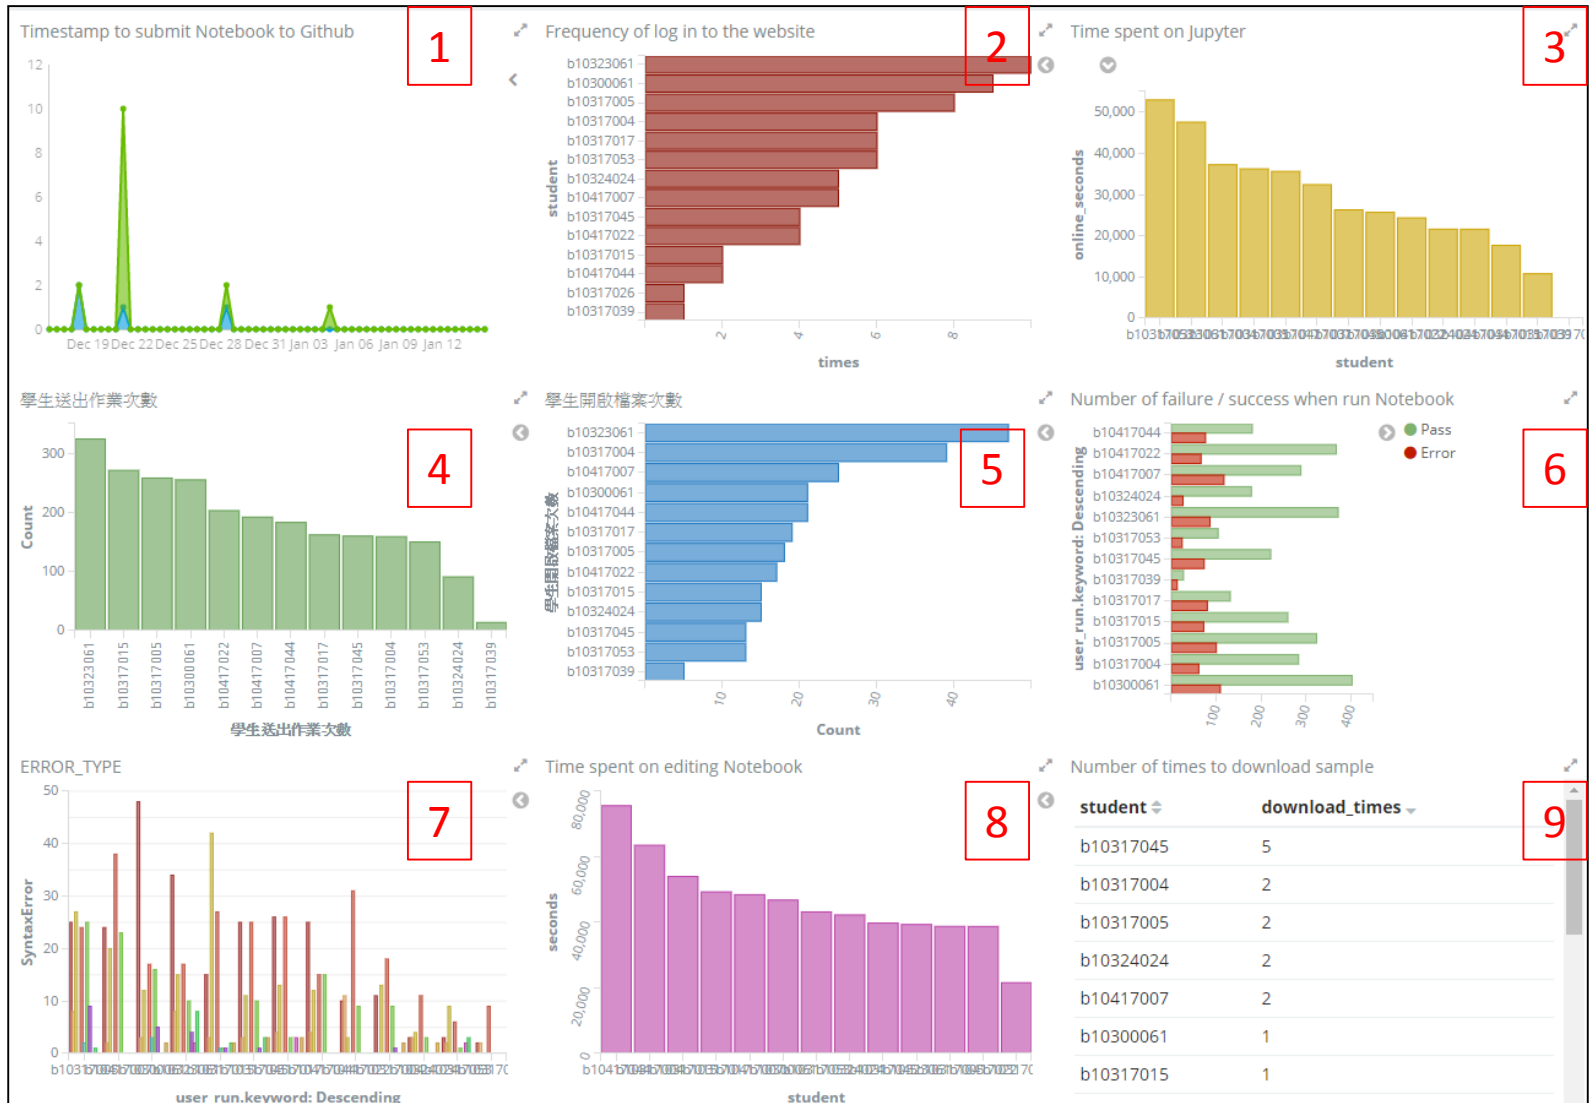 Timestamp to submit Notebook to Github
1
12
10
8
6
4
2
0
Dec 19 Dec 22 Dec 25 Dec 28 Dec 31 Jan 03 Jan 06 Jan 09 Jan 12
Frequency of log in to the website
2
student
b10323061
b10300061
b10317005
b10317004
b10317017
b10317053
b10324024
b10417007
b10317045
b10417022
b10317015
b10417044
b10317026
b10317039
2 4 6 8
times
Time spent on Jupyter
3
online_seconds
50,000
40,000
30,000
20,000
10,000
0
student
學生送出作業次數
4
Count
300
200
100
0
b10323061
b10317015
b10317005
b10300061
b10417022
b10417007
b10417044
b10317017
b10317045
b10317004
b10317053
b10324024
b10317039
學生送出作業次數
學生開啟檔案次數
5
學生開啟檔案次數
b10323061
b10317004
b10417007
b10300061
b10417044
b10317017
b10317005
b10417022
b10317015
b10324024
b10317045
b10317053
b10317039
10 20 30 40
Count
Number of failure / success when run Notebook
6
Pass
Error
user_run.keyword: Descending
b10417044
b10417022
b10417007
b10324024
b10323061
b10317053
b10317045
b10317039
b10317017
b10317015
b10317005
b10317004
b10300061
100 200 300 400
ERROR_TYPE
7
SyntaxError
50
40
30
20
10
0
user_run.keyword: Descending
Time spent on editing Notebook
8
seconds
80,000
60,000
40,000
20,000
0
student
Number of times to download sample
9
student download_times
b10317045 5
b10317004 2
b10317005 2
b10324024 2
b10417007 2
b10300061 1
b10317015 1